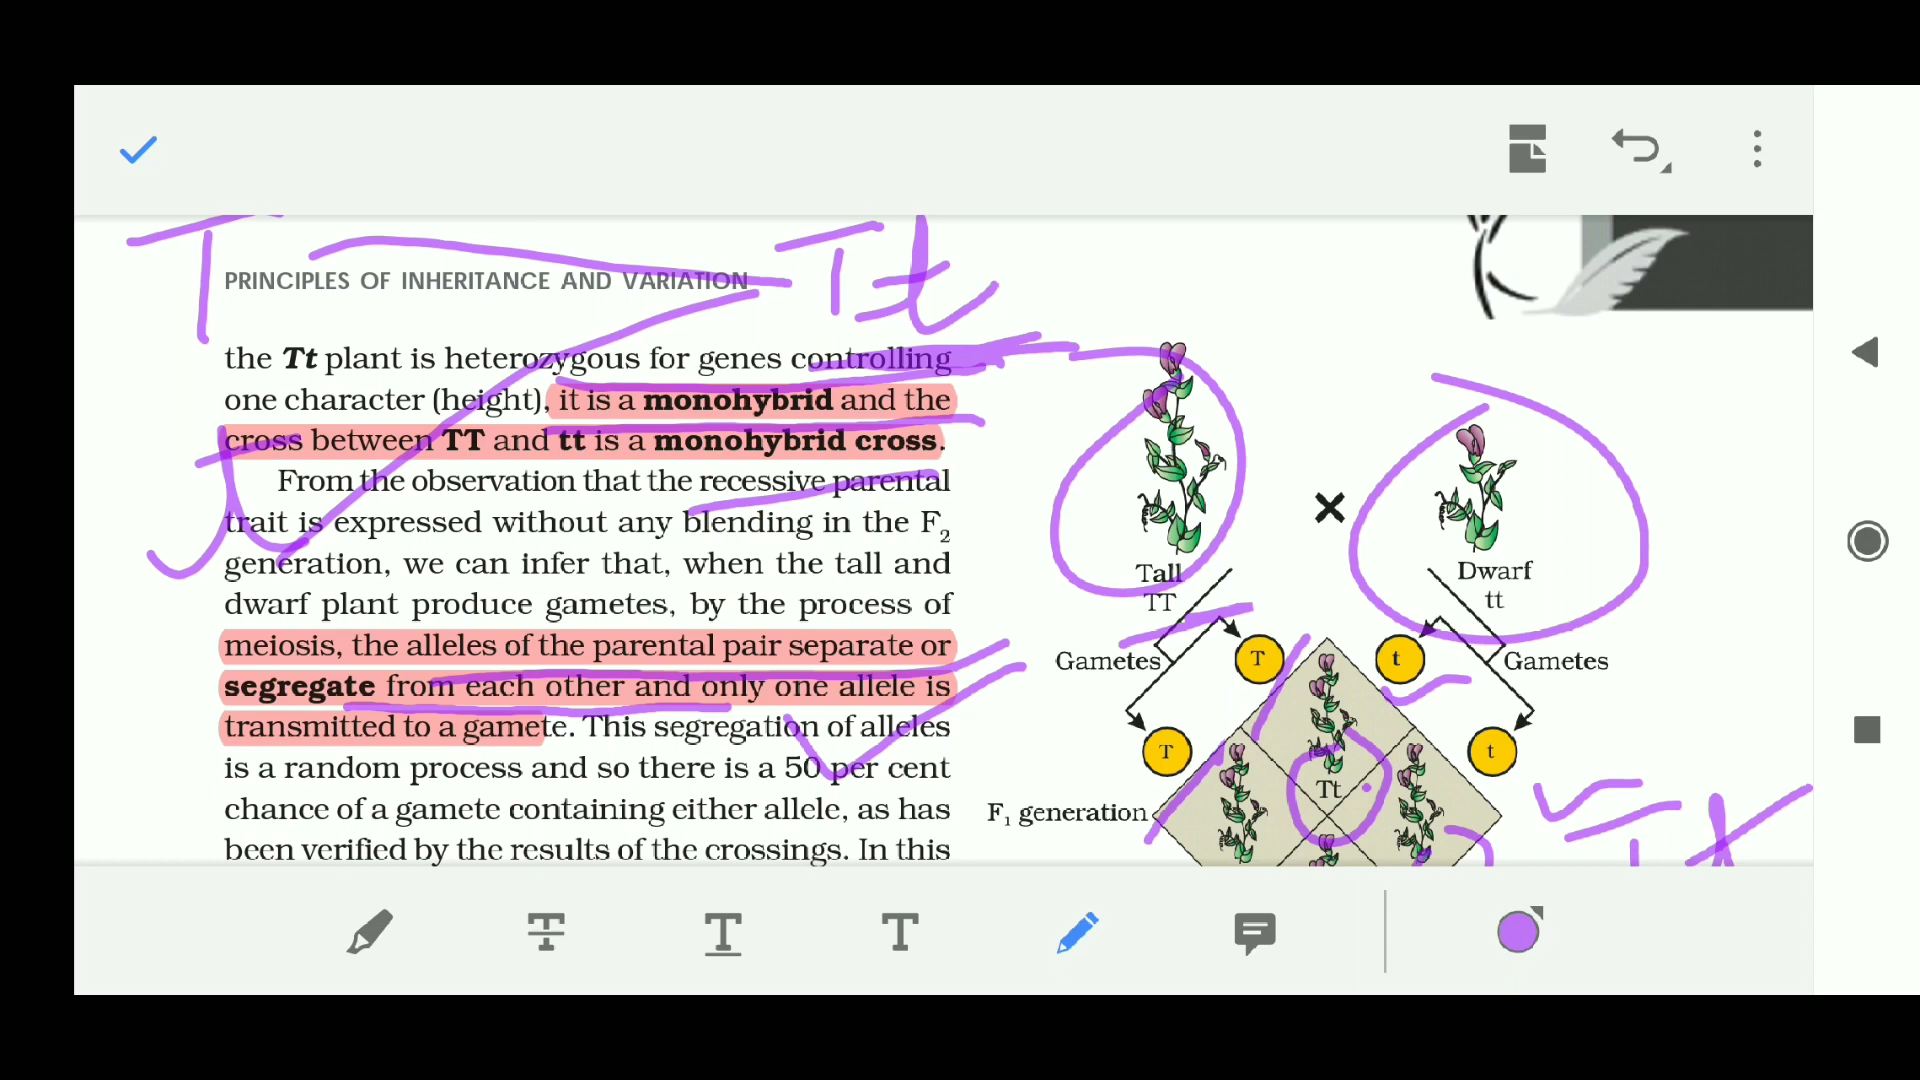 T
Tt
PRINCIPLES OF INHERITANCE AND VARIATION
the Tt plant is heterozygous for genes controlling
one character (height), it is a monohybrid and the
cross between TT and tt is a monohybrid cross.
From the observation that the recessive parental
trait is expressed without any blending in the F2
generation, we can infer that, when the tall and
dwarf plant produce gametes, by the process of
meiosis, the alleles of the parental pair separate or
segregate from each other and only one allele is
transmitted to a gamete. This segregation of alleles
is a random process and so there is a 50 per cent
chance of a gamete containing either allele, as has
been verified by the results of the crossings. In this
t
Tall
TT
×
Dwarf
tt
Gametes
T
t
Gametes
T
t
Tt
F1 generation
Tt
T
T
T